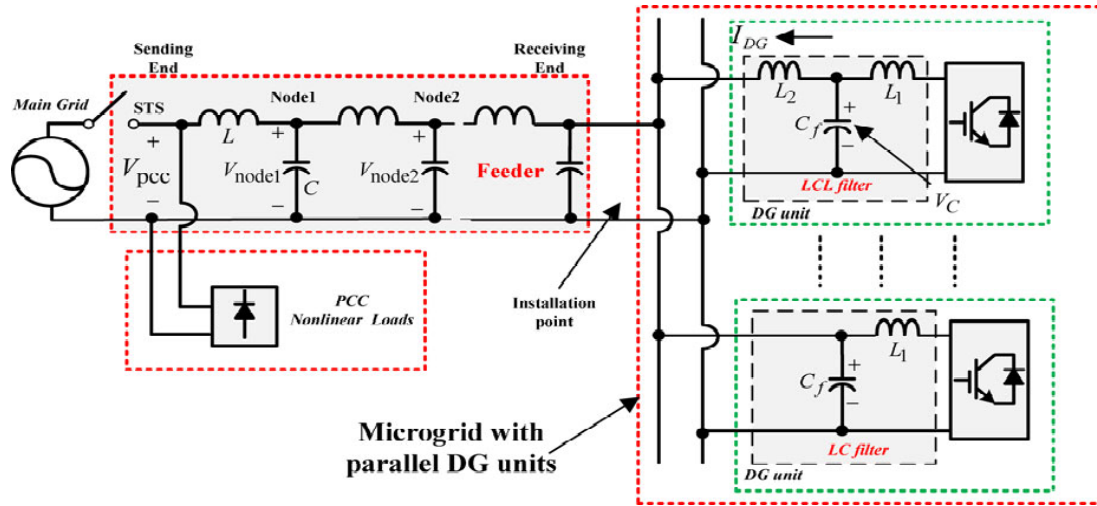 Sending
End
Receiving
End
Main Grid
STS
Node1
Node2
L
+
V_pcc
−
+
V_node1
−
C
+
V_node2
−
Feeder
PCC
Nonlinear Loads
Installation
point
Microgrid with
parallel DG units
I_DG
L_2
L_1
C_f
+
−
LCL filter
V_C
DG unit
L_1
C_f
+
−
LC filter
DG unit